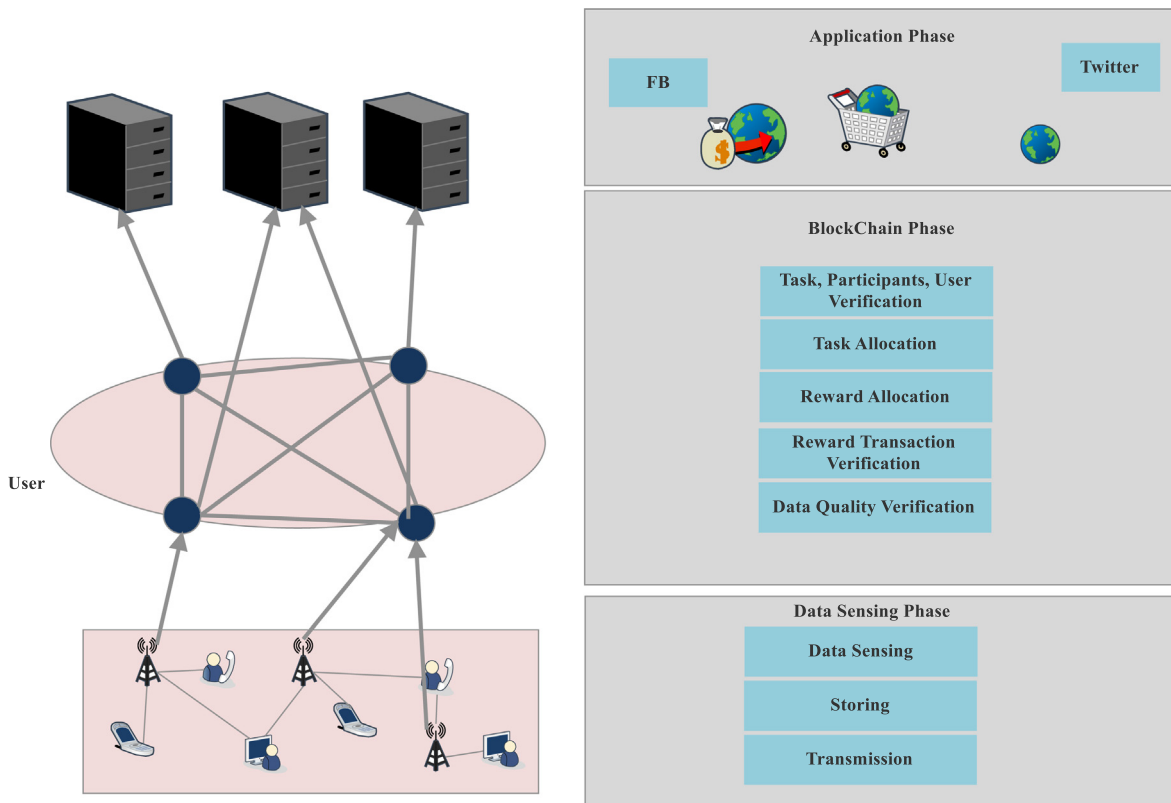 User
Application Phase
FB
Twitter
$
BlockChain Phase
Task, Participants, User
Verification
Task Allocation
Reward Allocation
Reward Transaction
Verification
Data Quality Verification
Data Sensing Phase
Data Sensing
Storing
Transmission